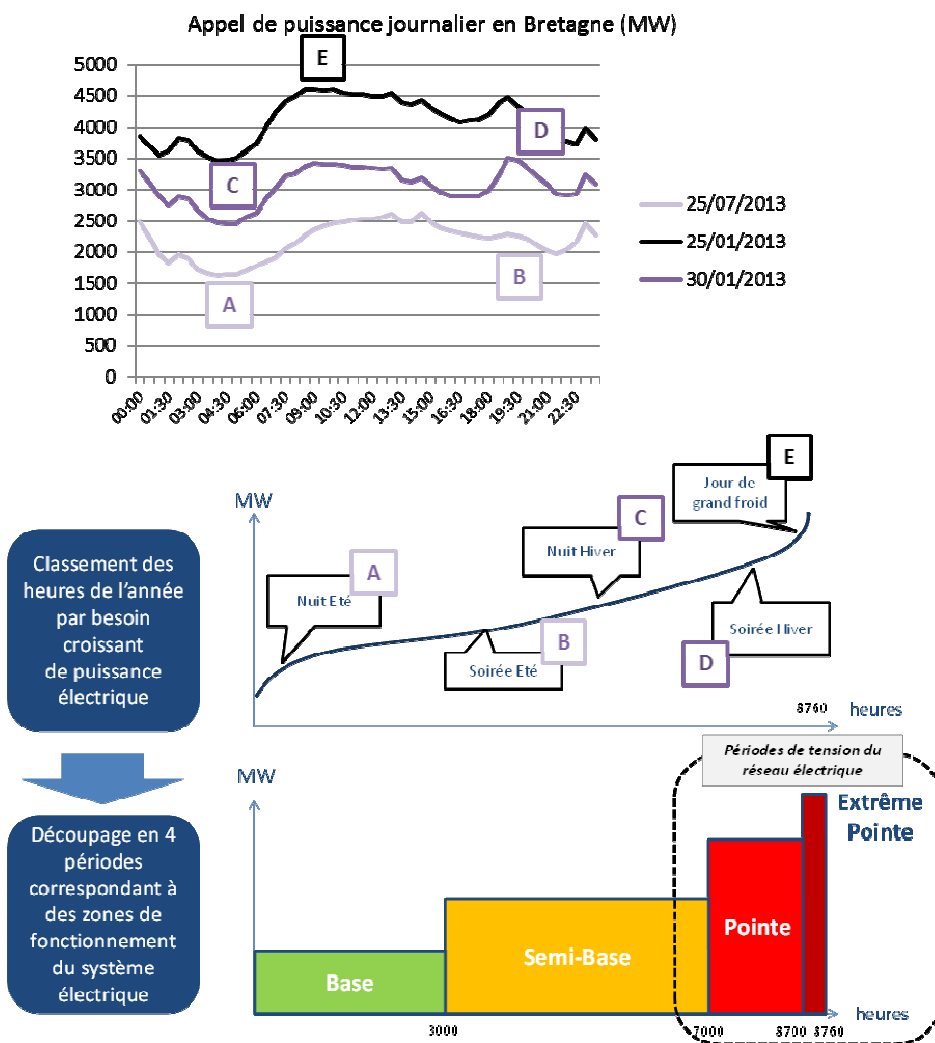 Appel de puissance journalier en Bretagne (MW)
5000
4500
4000
3500
3000
2500
2000
1500
1000
500
0
E
D
C
B
A
00:00 01:30 03:00 04:30 06:00 07:30 09:00 10:30 12:00 13:30 15:00 16:30 18:00 19:30 21:00 22:30
25/07/2013
25/01/2013
30/01/2013
Classement des
heures de l'année
par besoin
croissant
de puissance
électrique
MW
Nuit Eté
A
Soirée Eté
B
Nuit Hiver
C
Jour de
grand froid
E
Soirée Hiver
D
8760
heures
Découpage en 4
périodes
correspondant à
des zones de
fonctionnement
du système
électrique
MW
Périodes de tension du
réseau électrique
Extrême
Pointe
Pointe
Semi-Base
Base
3000 7000 8700 8760
heures